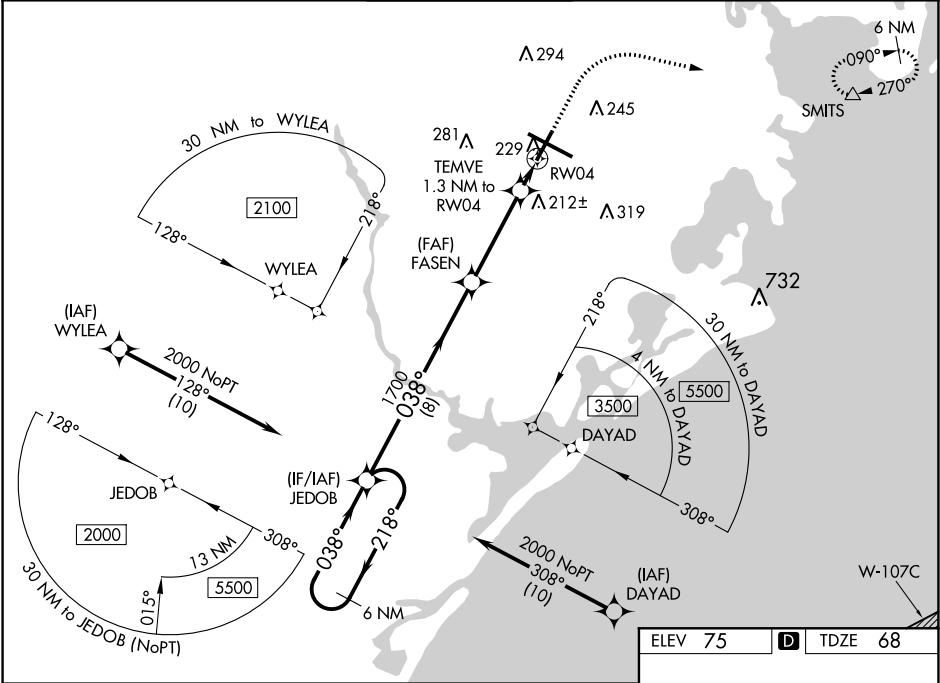 6 NM
090°
270°
SMITS
294
245
281
229
TEMVE
1.3 NM to
RW04
RW04
212±
319
30 NM to WYLEA
2100
218°
128°
WYLEA
(FAF)
FASEN
732
(IAF)
WYLEA
2000 NoPT
128°
(10)
218°
30 NM to DAYAD
4 NM to DAYAD
5500
3500
DAYAD
308°
1700
038°
(8)
128°
JEDOB
(IF/IAF)
JEDOB
308°
2000
13 NM
5500
015°
30 NM to JEDOB (NoPT)
038°
218°
6 NM
2000 NoPT
308°
(10)
(IAF)
DAYAD
W-107C
ELEV 75 D TDZE 68